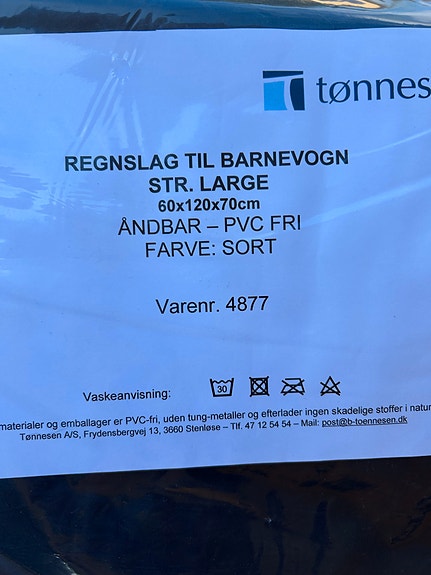 tønnes
REGNSLAG TIL BARNEVOGN
STR. LARGE
60x120x70cm
ÅNDBAR – PVC FRI
FARVE: SORT
Varenr. 4877
Vaskeanvisning:
30
materialer og emballager er PVC-fri, uden tung-metaller og efterlader ingen skadelige stoffer i natur
Tønnesen A/S, Frydensbergvej 13, 3660 Stenløse – Tlf. 47 12 54 54 – Mail: post@b-toennesen.dk